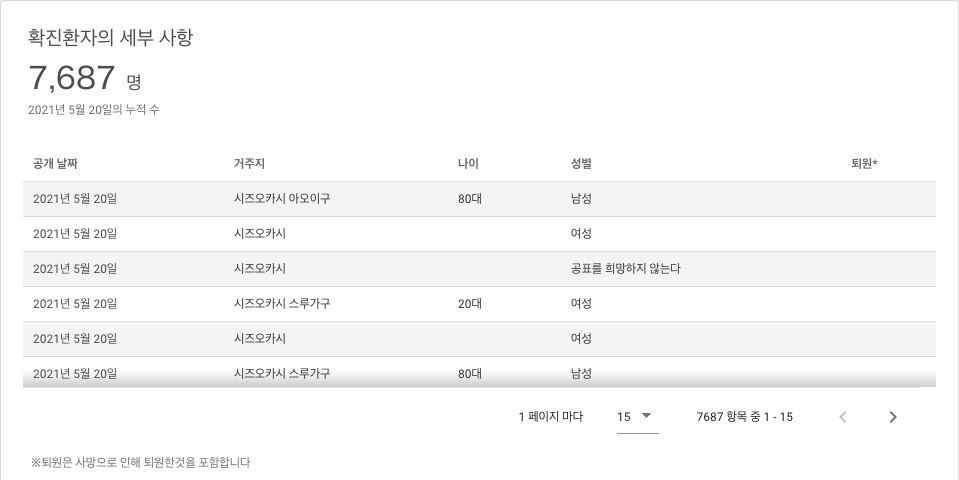 확진환자의 세부 사항
7,687 명
2021년 5월 20일의 누적 수
공개 날짜 거주지 나이 성별 퇴원*
2021년 5월 20일 시즈오카시 아오이구 80대 남성
2021년 5월 20일 시즈오카시 여성
2021년 5월 20일 시즈오카시 공표를 희망하지 않는다
2021년 5월 20일 시즈오카시 스루가구 20대 여성
2021년 5월 20일 시즈오카시 여성
2021년 5월 20일 시즈오카시 스루가구 80대 남성
1 페이지 마다 15 7687 항목 중 1 - 15
※퇴원은 사망으로 인해 퇴원한것을 포함합니다